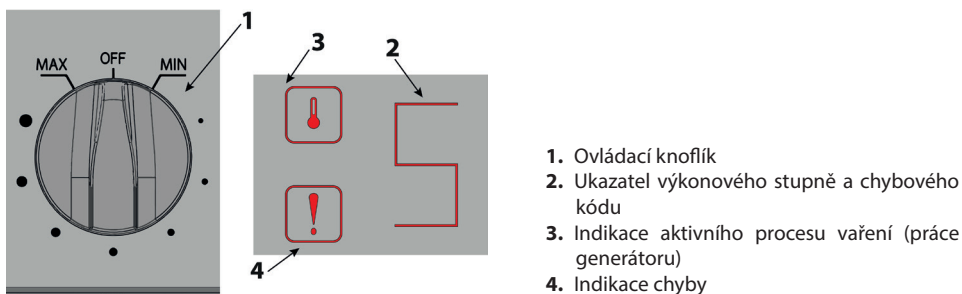 1
3
2
MAX OFF MIN
4
1. Ovládací knoflík
2. Ukazatel výkonového stupně a chybového
kódu
3. Indikace aktivního procesu vaření (práce
generátoru)
4. Indikace chyby